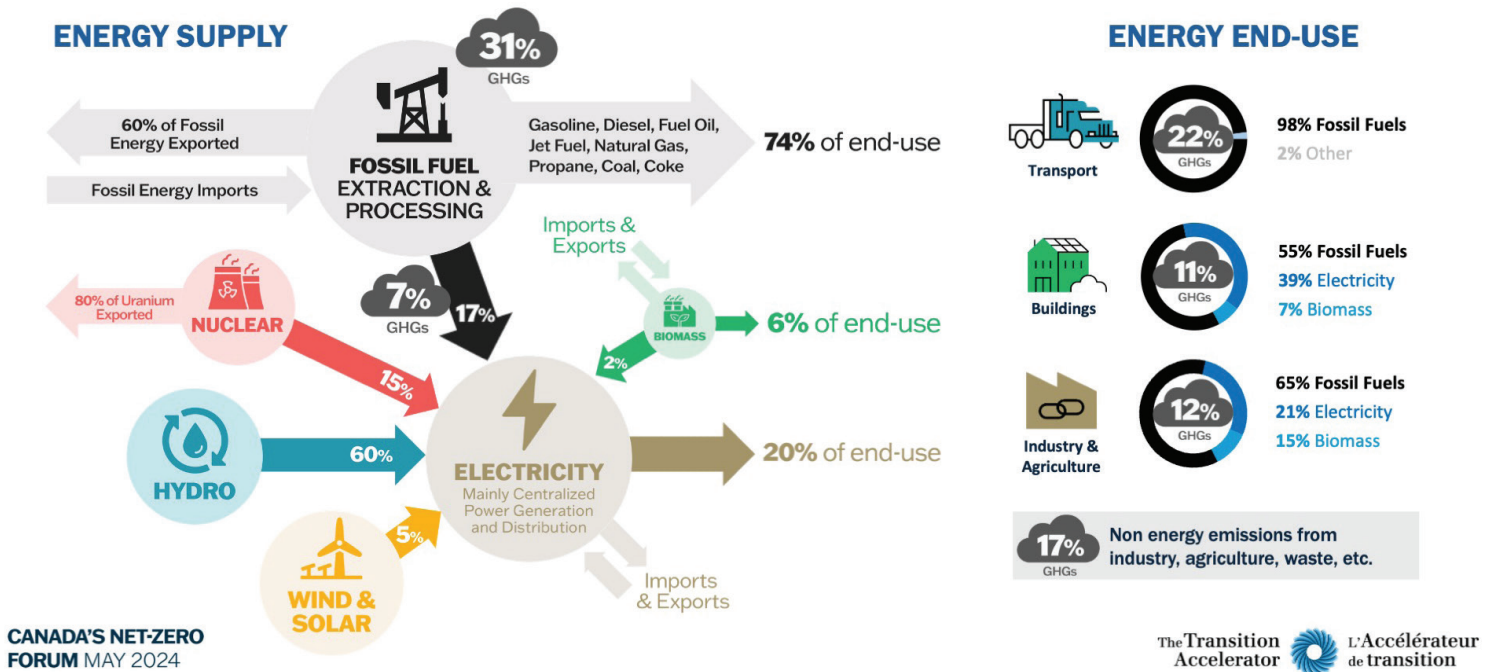 ENERGY SUPPLY
31%
GHGs
60% of Fossil
Energy Exported
Fossil Energy Imports
FOSSIL FUEL
EXTRACTION &
PROCESSING
Gasoline, Diesel, Fuel Oil,
Jet Fuel, Natural Gas,
Propane, Coal, Coke
74% of end-use
Imports &
Exports
80% of Uranium
Exported
NUCLEAR
7%
GHGs
17%
BIOMASS
6% of end-use
2%
15%
HYDRO
60%
ELECTRICITY
Mainly Centralized
Power Generation
and Distribution
20% of end-use
5%
WIND &
SOLAR
Imports
& Exports
CANADA'S NET-ZERO
FORUM MAY 2024
ENERGY END-USE
Transport
22%
GHGs
98% Fossil Fuels
2% Other
Buildings
11%
GHGs
55% Fossil Fuels
39% Electricity
7% Biomass
Industry &
Agriculture
12%
GHGs
65% Fossil Fuels
21% Electricity
15% Biomass
17%
GHGs
Non energy emissions from
industry, agriculture, waste, etc.
The Transition
Accelerator
L'Accélérateur
de transition